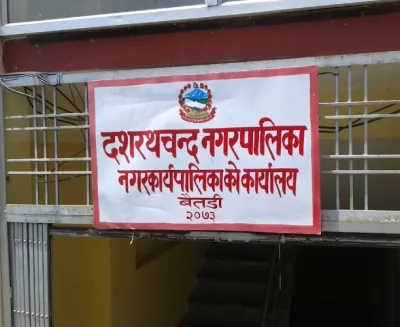 दशरथचन्द नगरपालिका
नगरकार्यपालिकाको कार्यालय
बैतडी
२०७३